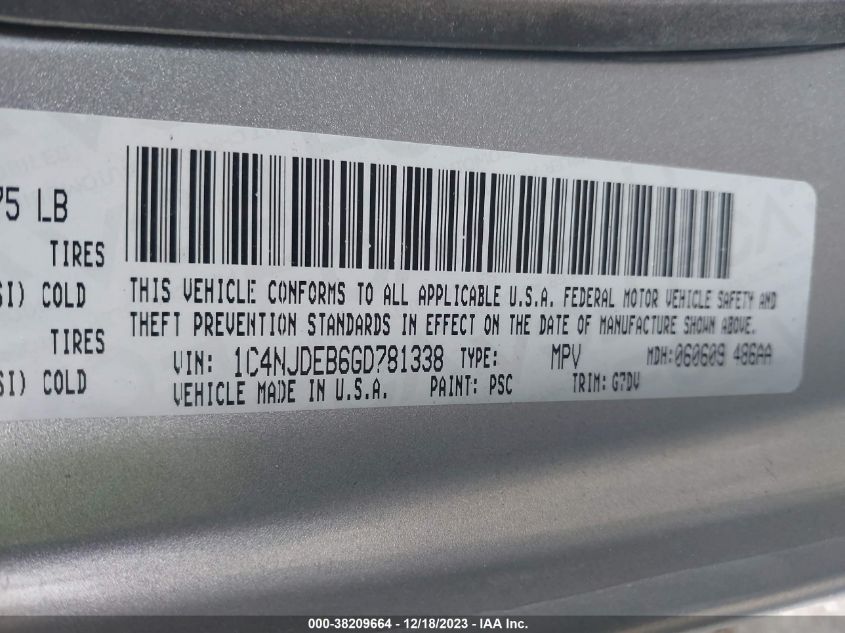 75 LB
TIRES
SI) COLD
TIRES
SI) COLD
THIS VEHICLE CONFORMS TO ALL APPLICABLE U.S.A. FEDERAL MOTOR VEHICLE SAFETY AND
THEFT PREVENTION STANDARDS IN EFFECT ON THE DATE OF MANUFACTURE SHOWN ABOVE.
VIN: 1C4NJDEB6GD781338 TYPE: MPV MDH: 060609 486AA
VEHICLE MADE IN U.S.A. PAINT: PSC TRIM: G7DV
000-38209664 - 12/18/2023 - IAA Inc.